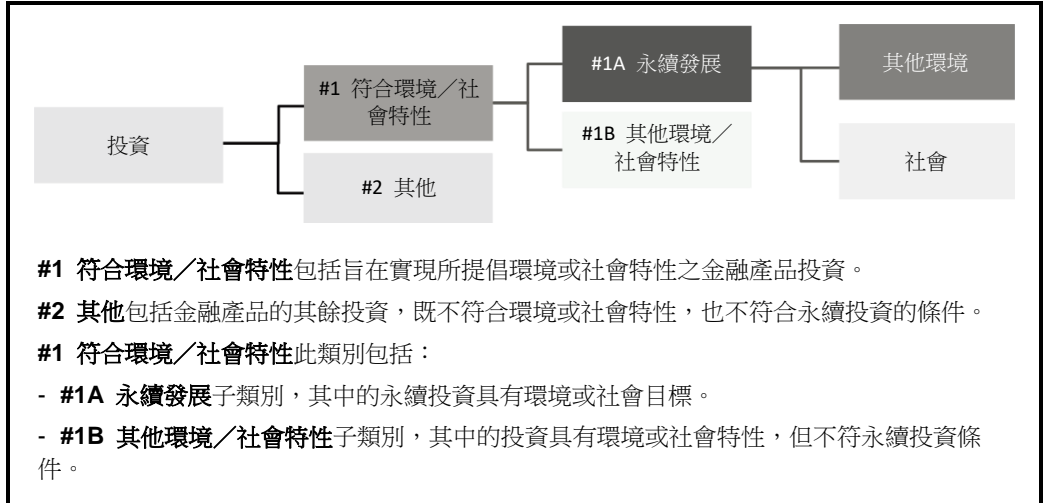 投資
#1 符合環境／社
會特性
#2 其他
#1A 永續發展
#1B 其他環境／
社會特性
其他環境
社會
#1 符合環境／社會特性包括旨在實現所提倡環境或社會特性之金融產品投資。
#2 其他包括金融產品的其餘投資，既不符合環境或社會特性，也不符合永續投資的條件。
#1 符合環境／社會特性此類別包括：
- #1A 永續發展子類別，其中的永續投資具有環境或社會目標。
- #1B 其他環境／社會特性子類別，其中的投資具有環境或社會特性，但不符永續投資條
件。